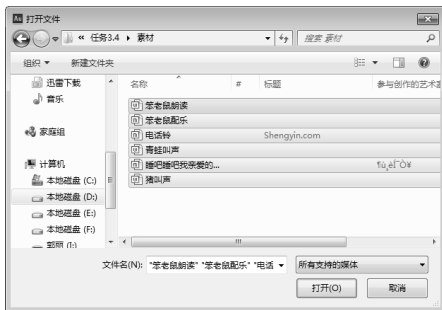 Au 打开文件
« 任务3.4 ▸ 素材
搜索 素材
组织 新建文件夹
迅雷下载
音乐
家庭组
计算机
本地磁盘 (C:)
本地磁盘 (D:)
本地磁盘 (E:)
本地磁盘 (F:)
名称 # 标题 参与创作的艺术家
笨老鼠朗读
笨老鼠配乐
电话铃 Shengyin.com
青蛙叫声
睡吧睡吧我亲爱的...
猪叫声
文件名(N): "笨老鼠朗读" "笨老鼠配乐" "电话 所有支持的媒体
打开(O) 取消